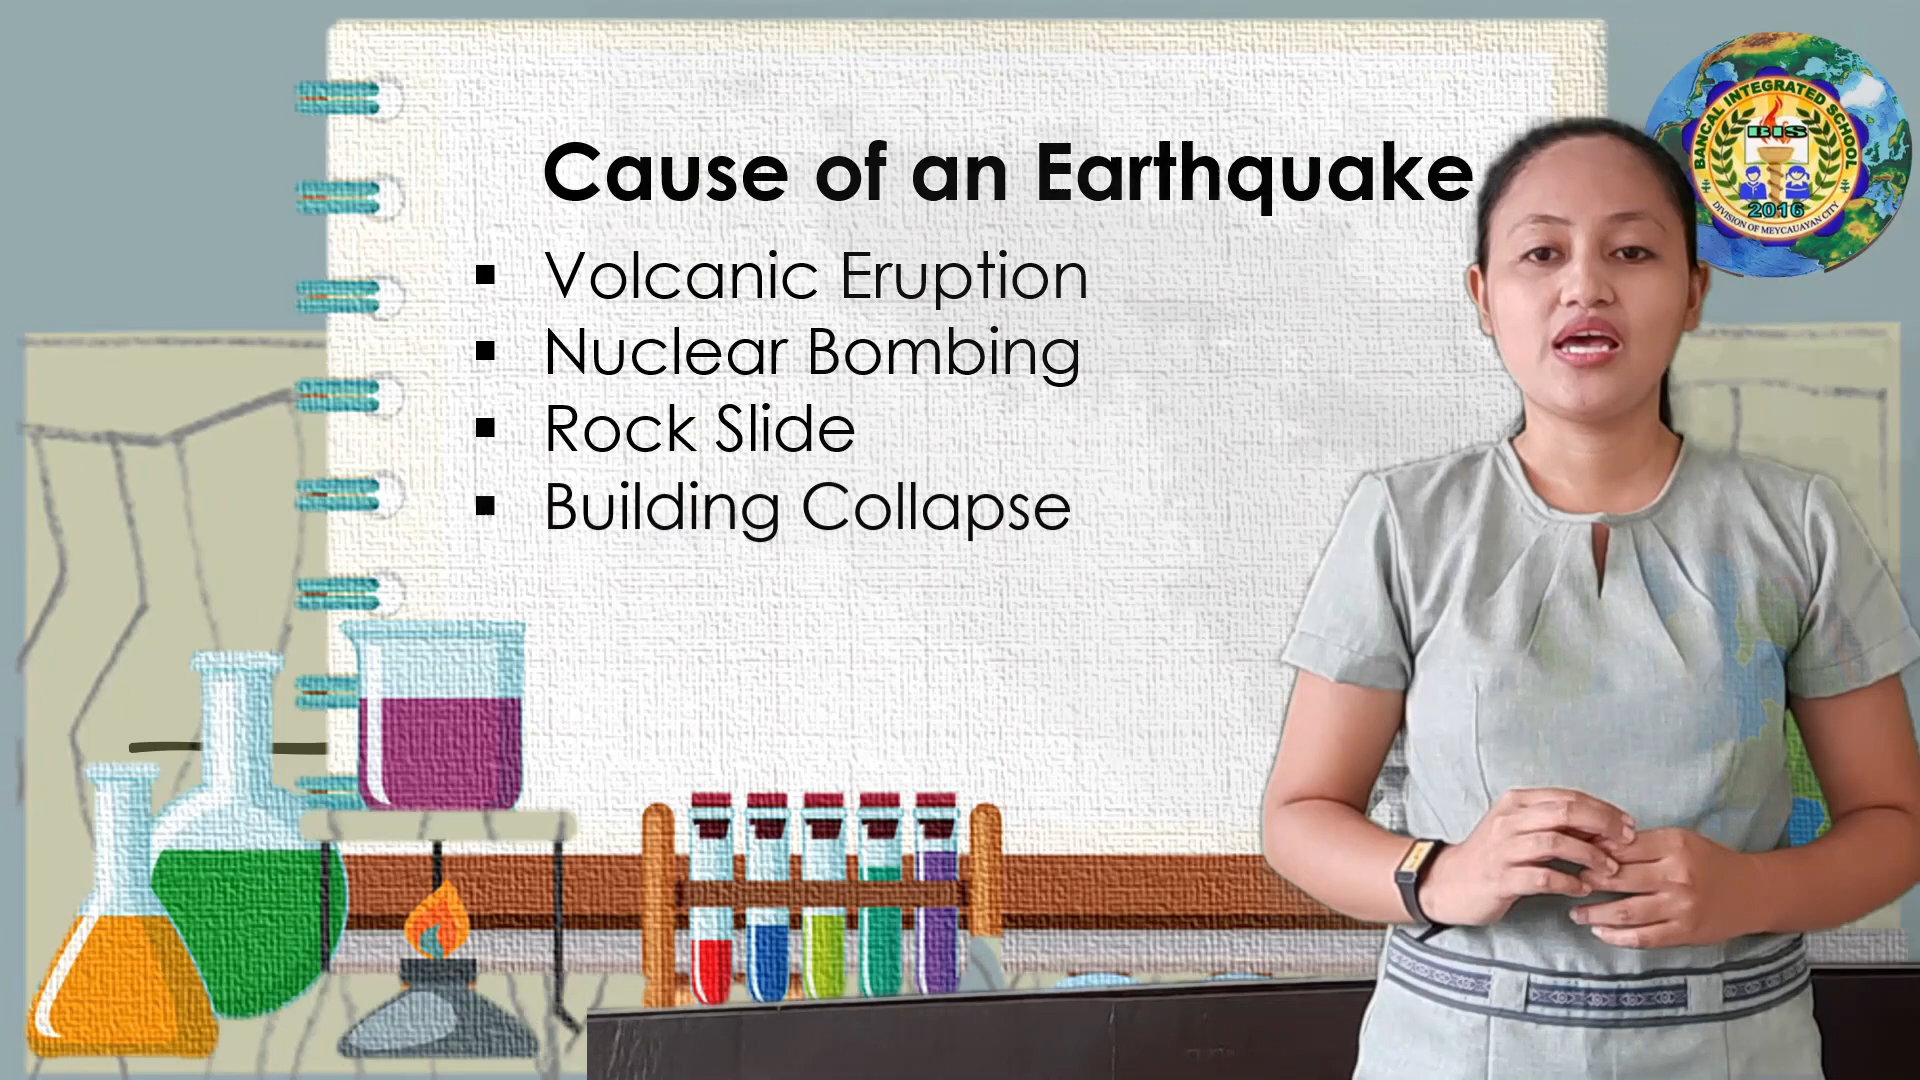 Cause of an Earthquake
▪ Volcanic Eruption
▪ Nuclear Bombing
▪ Rock Slide
▪ Building Collapse
BANCAL INTEGRATED SCHOOL
BIS
2016
DIVISION OF MEYCAUAYAN CITY